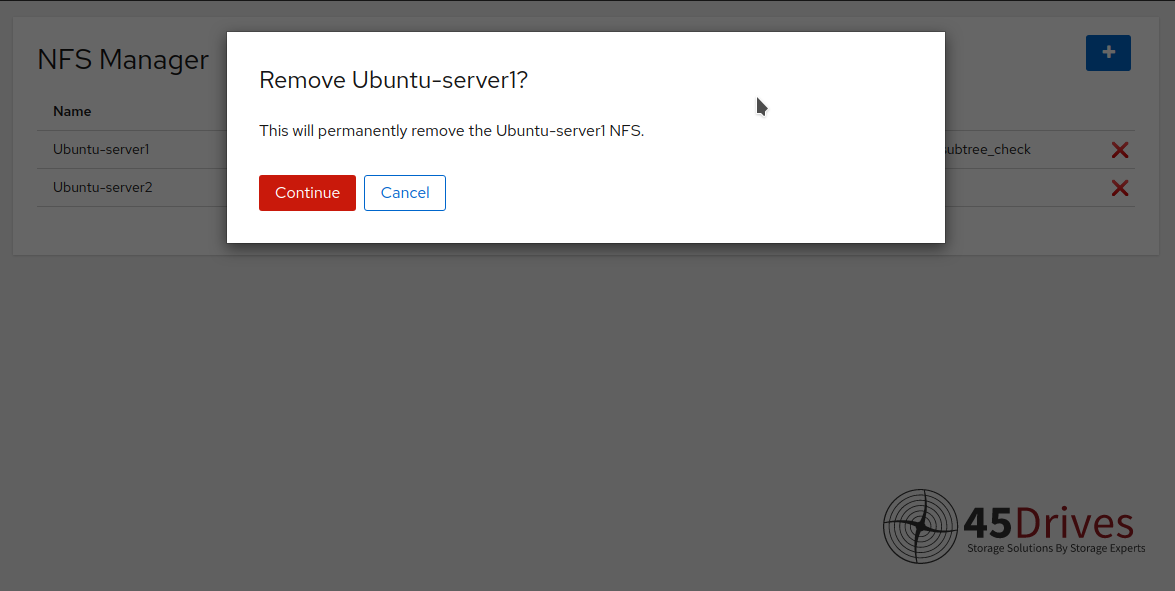 NFS Manager
Remove Ubuntu-server1?
This will permanently remove the Ubuntu-server1 NFS.
Continue Cancel
Name
Ubuntu-server1 subtree_check
Ubuntu-server2
45Drives
Storage Solutions By Storage Experts